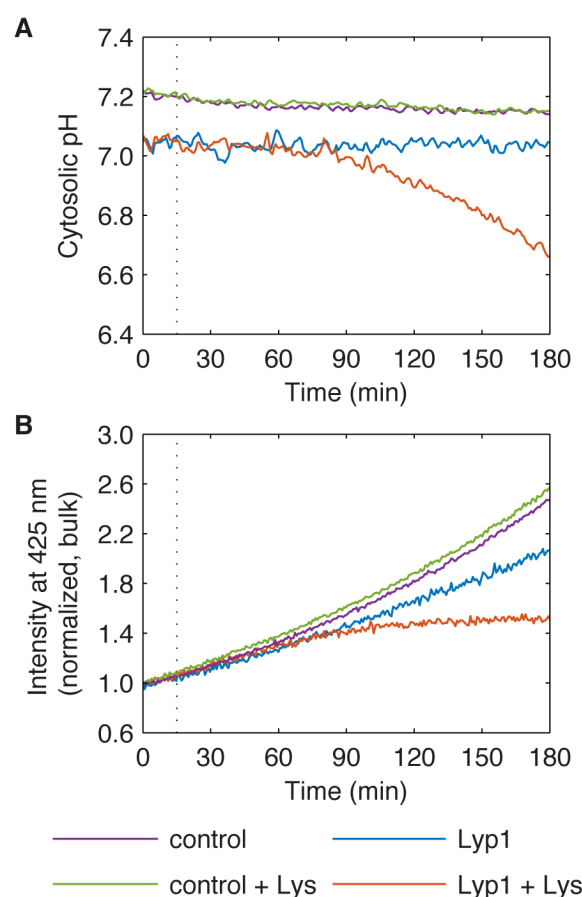 A
7.4
7.2
7.0
6.8
6.6
6.4
Cytosolic pH
0 30 60 90 120 150 180
Time (min)
B
3.0
2.6
2.2
1.8
1.4
1.0
0.6
Intensity at 425 nm
(normalized, bulk)
0 30 60 90 120 150 180
Time (min)
control Lyp1
control + Lys Lyp1 + Lys